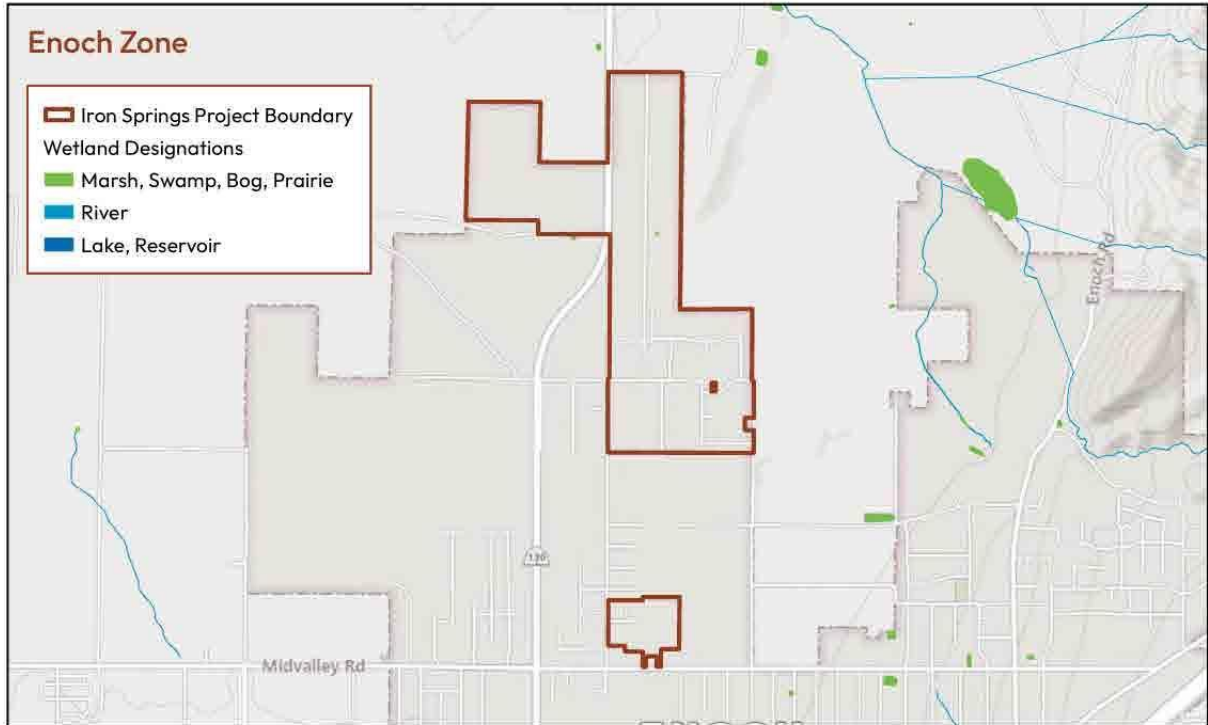 Enoch Zone
Iron Springs Project Boundary
Wetland Designations
Marsh, Swamp, Bog, Prairie
River
Lake, Reservoir
Enoch Rd
130
Midvalley Rd